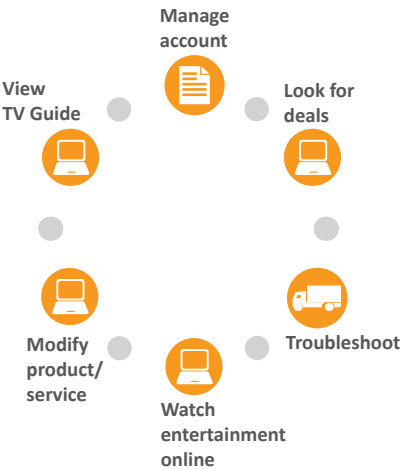 Manage
account
View
TV Guide
Look for
deals
Troubleshoot
Modify
product/
service
Watch
entertainment
online